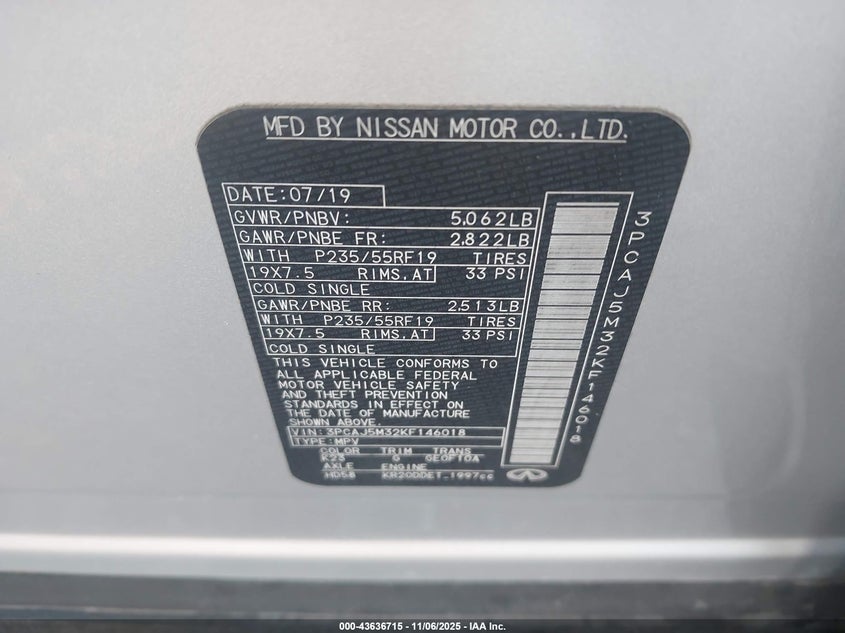 MFD BY NISSAN MOTOR CO.,LTD.
DATE:07/19
GVWR/PNBV: 5,062LB
GAWR/PNBE FR: 2,822LB
WITH P235/55RF19 TIRES
19X7.5 RIMS,AT 33 PSI
COLD SINGLE
GAWR/PNBE RR: 2,513LB
WITH P235/55RF19 TIRES
19X7.5 RIMS,AT 33 PSI
COLD SINGLE
THIS VEHICLE CONFORMS TO
ALL APPLICABLE FEDERAL
MOTOR VEHICLE SAFETY
AND THEFT PREVENTION
STANDARDS IN EFFECT ON
THE DATE OF MANUFACTURE
SHOWN ABOVE.
VIN:3PCAJ5M32KF146018
TYPE:MPV
COLOR TRIM TRANS
K23 G GE0F10A
AXLE ENGINE
HD58 KR20DDET,1997cc
3PCAJ5M32KF146018
000-43636715 - 11/06/2025 - IAA Inc.